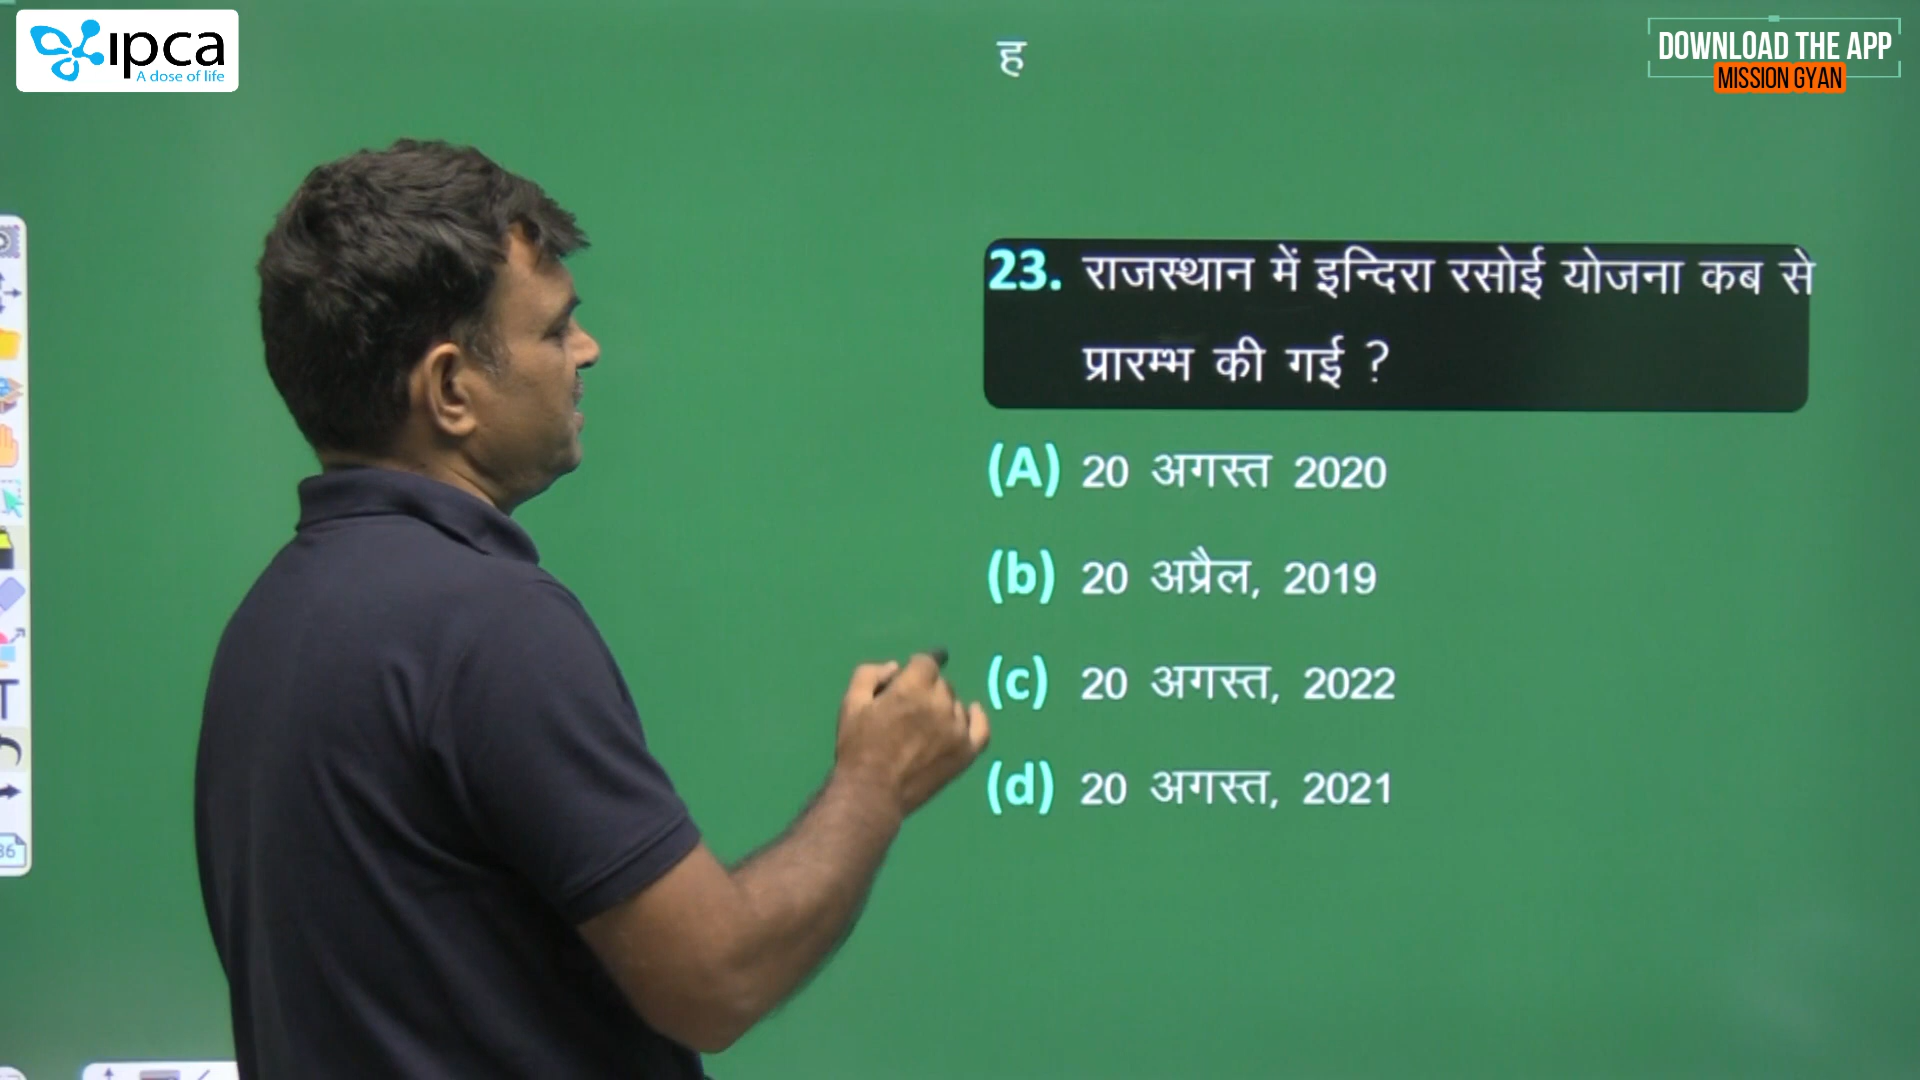 ipca
A dose of life
ह
DOWNLOAD THE APP
MISSION GYAN
23. राजस्थान में इन्दिरा रसोई योजना कब से
प्रारम्भ की गई ?
(A) 20 अगस्त 2020
(b) 20 अप्रैल, 2019
(c) 20 अगस्त, 2022
(d) 20 अगस्त, 2021
T
36